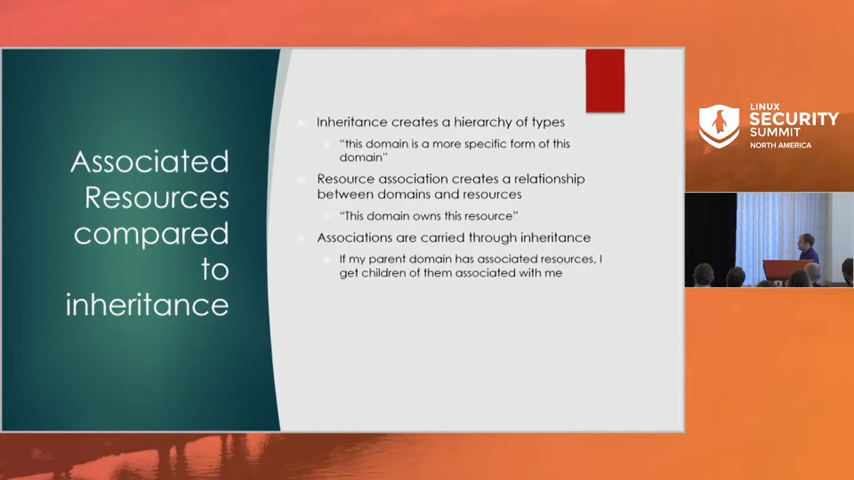 Associated
Resources
compared
to
inheritance
Inheritance creates a hierarchy of types
"this domain is a more specific form of this
domain"
Resource association creates a relationship
between domains and resources
"This domain owns this resource"
Associations are carried through inheritance
If my parent domain has associated resources, I
get children of them associated with me
LINUX
SECURITY
SUMMIT
NORTH AMERICA